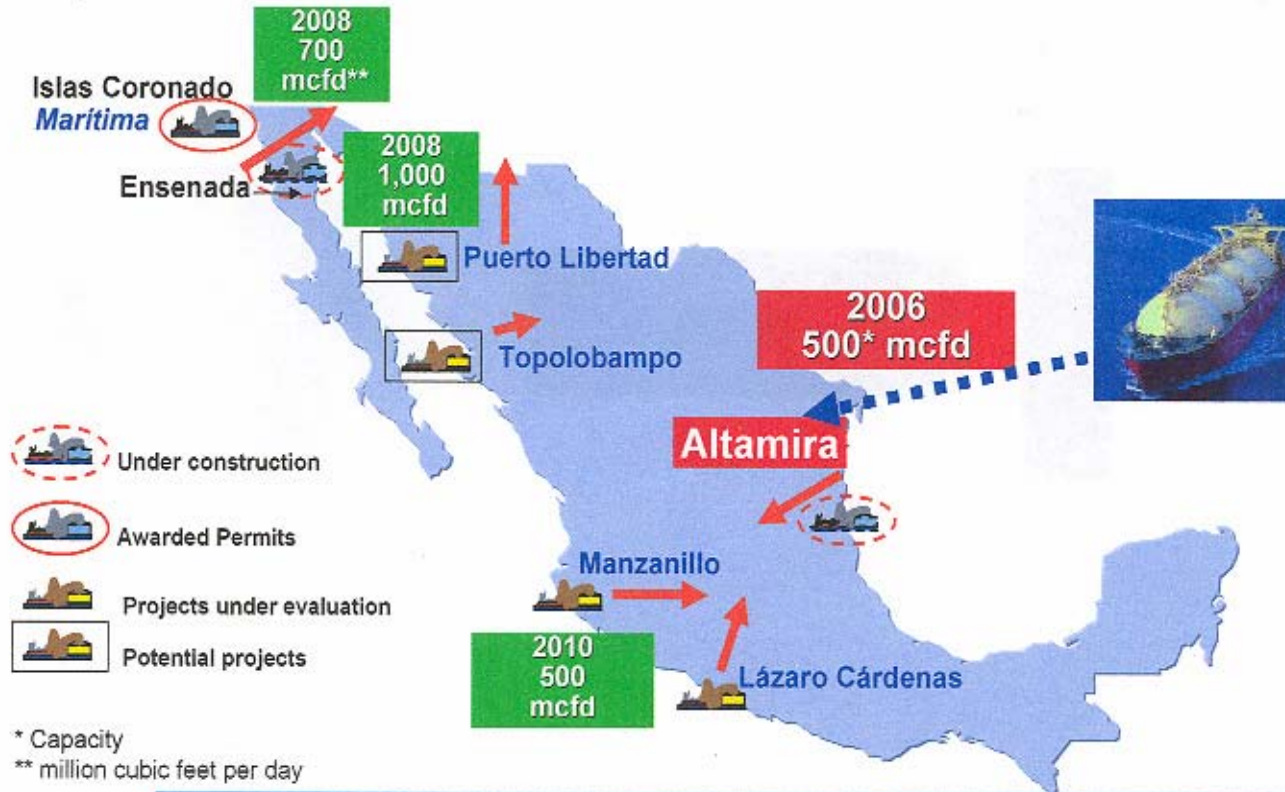 2008
700
mcfd**
Islas Coronado
Marítima
2008
1,000
mcfd
Ensenada
Puerto Libertad
2006
500* mcfd
Topolobampo
Altamira
Under construction
Awarded Permits
Manzanillo
Projects under evaluation
2010
500
mcfd
Potential projects
Lázaro Cárdenas
* Capacity
** million cubic feet per day